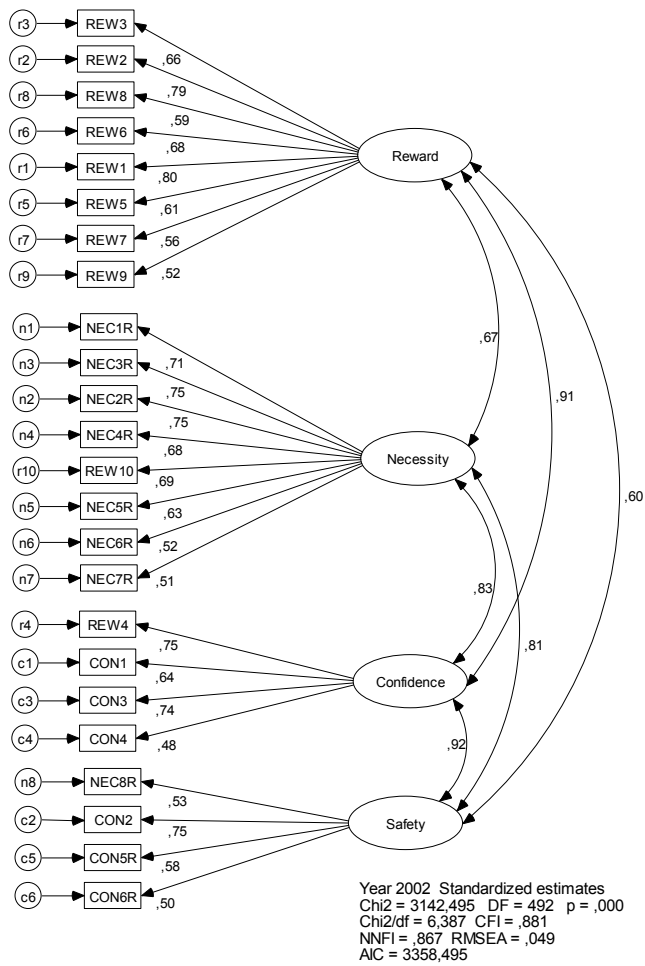 r3 REW3
,66
r2 REW2
,79
r8 REW8
,59
r6 REW6
,68
r1 REW1
,80
r5 REW5
,61
r7 REW7
,56
r9 REW9
,52
Reward
,67
,91
,60
n1 NEC1R
,71
n3 NEC3R
,75
n2 NEC2R
,75
n4 NEC4R
,68
r10 REW10
,69
n5 NEC5R
,63
n6 NEC6R
,52
n7 NEC7R
,51
Necessity
,83
,81
r4 REW4
,75
c1 CON1
,64
c3 CON3
,74
c4 CON4
,48
Confidence
,92
n8 NEC8R
,53
c2 CON2
,75
c5 CON5R
,58
c6 CON6R
,50
Safety
Year 2002 Standardized estimates
Chi2 = 3142,495 DF = 492 p = ,000
Chi2/df = 6,387 CFI = ,881
NNFI = ,867 RMSEA = ,049
AIC = 3358,495